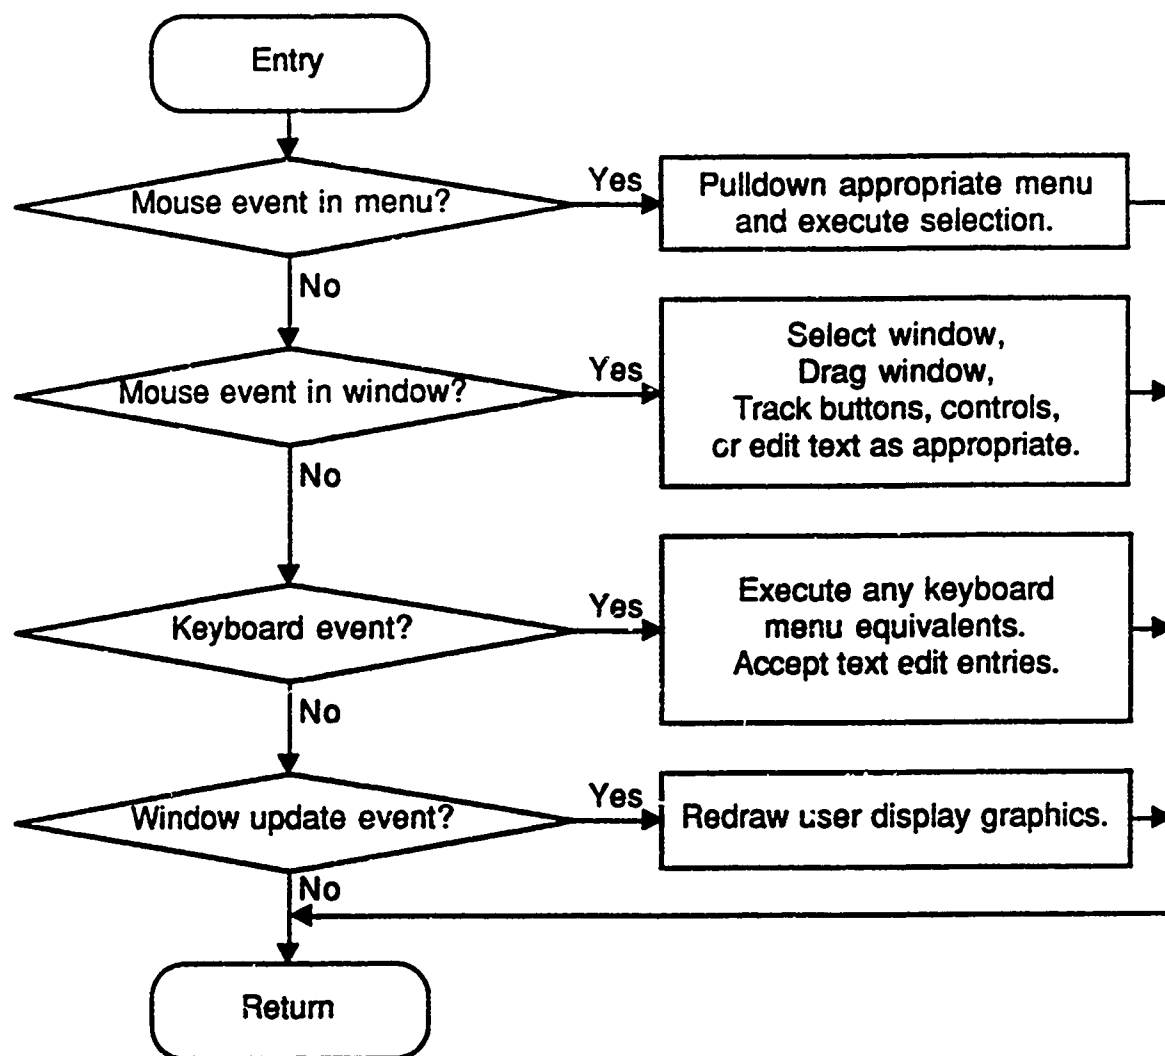 Entry
Mouse event in menu?
Yes
Pulldown appropriate menu
and execute selection.
No
Mouse event in window?
Yes
Select window,
Drag window,
Track buttons, controls,
or edit text as appropriate.
No
Keyboard event?
Yes
Execute any keyboard
menu equivalents.
Accept text edit entries.
No
Window update event?
Yes
Redraw user display graphics.
No
Return